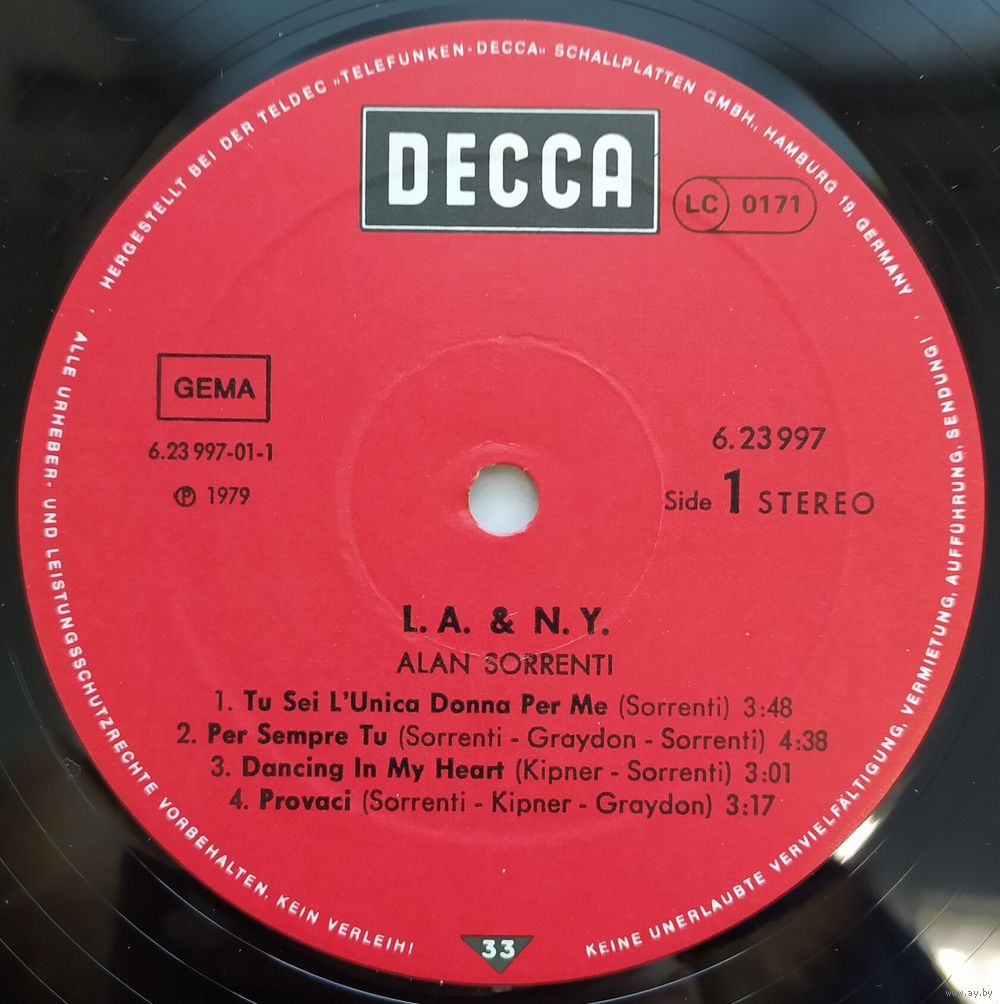 HERGESTELLT BEI DER TELDEC »TELEFUNKEN-DECCA« SCHALLPLATTEN GMBH., HAMBURG 19, GERMANY
DECCA
LC 0171
GEMA
6.23 997-01-1
Ⓟ 1979
6.23997
Side 1 STEREO
L.A. & N.Y.
ALAN SORRENTI
1. Tu Sei L'Unica Donna Per Me (Sorrenti) 3:48
2. Per Sempre Tu (Sorrenti - Graydon - Sorrenti) 4:38
3. Dancing In My Heart (Kipner - Sorrenti) 3:01
4. Provaci (Sorrenti - Kipner - Graydon) 3:17
33
ALLE URHEBER- UND LEISTUNGSSCHUTZRECHTE VORBEHALTEN, KEIN VERLEIH!
KEINE UNERLAUBTE VERVIELFÄLTIGUNG, VERMIETUNG, AUFFÜHRUNG, SENDUNG!
www.ay.by